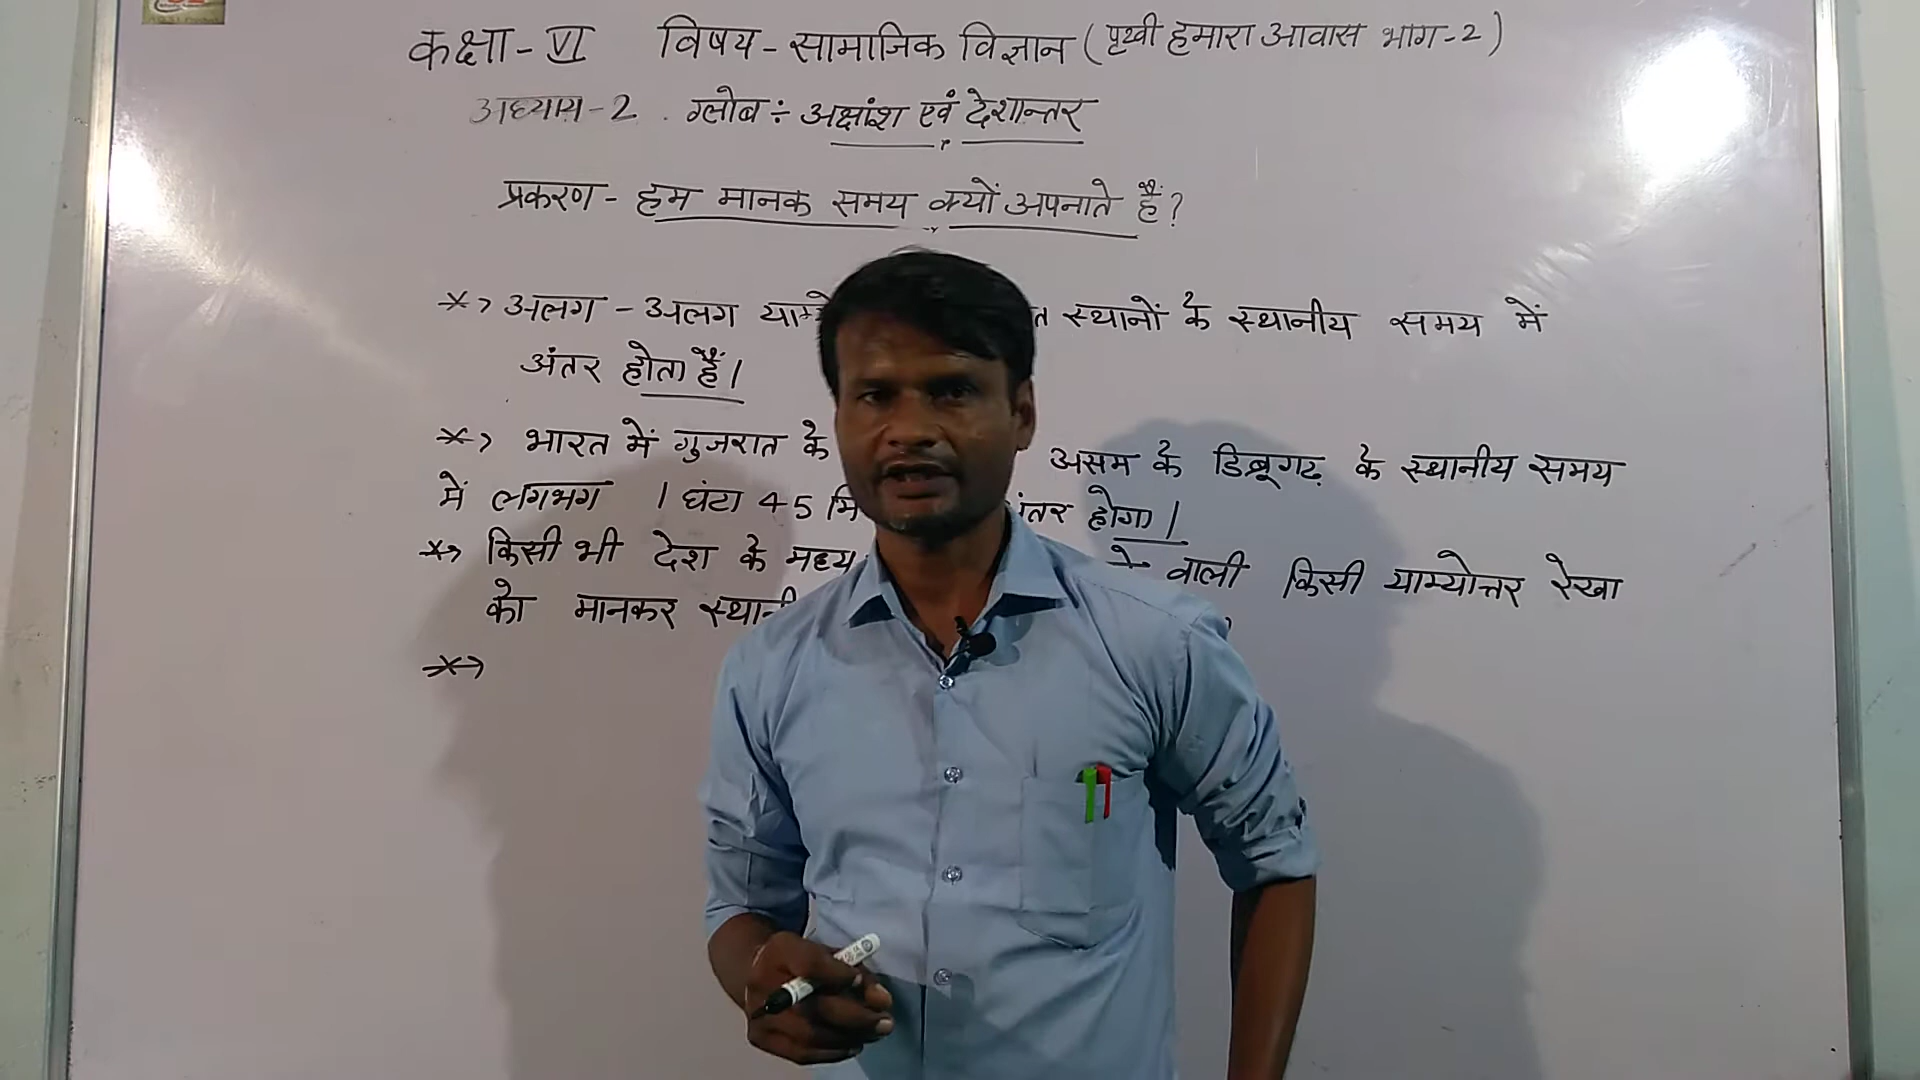 कक्षा - VI विषय - सामाजिक विज्ञान ( पृथ्वी हमारा आवास भाग - 2 )
अध्याय - 2 ग्लोब ÷ अक्षांश एवं देशान्तर
प्रकरण - हम मानक समय क्यों अपनाते हैं ?
*→ अलग - अलग स्थानों के स्थानीय समय में
अंतर होता हैं।
*→ भारत में गुजरात के असम के डिब्रूगढ़ के स्थानीय समय
में लगभग 1 घंटा 45 होगा।
*→ किसी भी देश के मध्य वाली किसी याम्योत्तर रेखा
को मानकर
*→